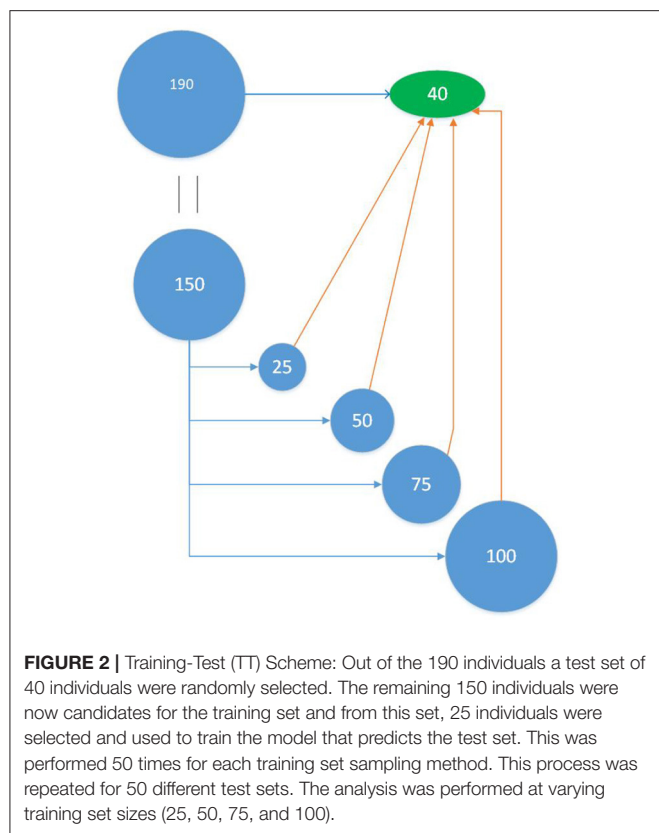 190
40
150
25
50
75
100
FIGURE 2 | Training-Test (TT) Scheme: Out of the 190 individuals a test set of
40 individuals were randomly selected. The remaining 150 individuals were
now candidates for the training set and from this set, 25 individuals were
selected and used to train the model that predicts the test set. This was
performed 50 times for each training set sampling method. This process was
repeated for 50 different test sets. The analysis was performed at varying
training set sizes (25, 50, 75, and 100).